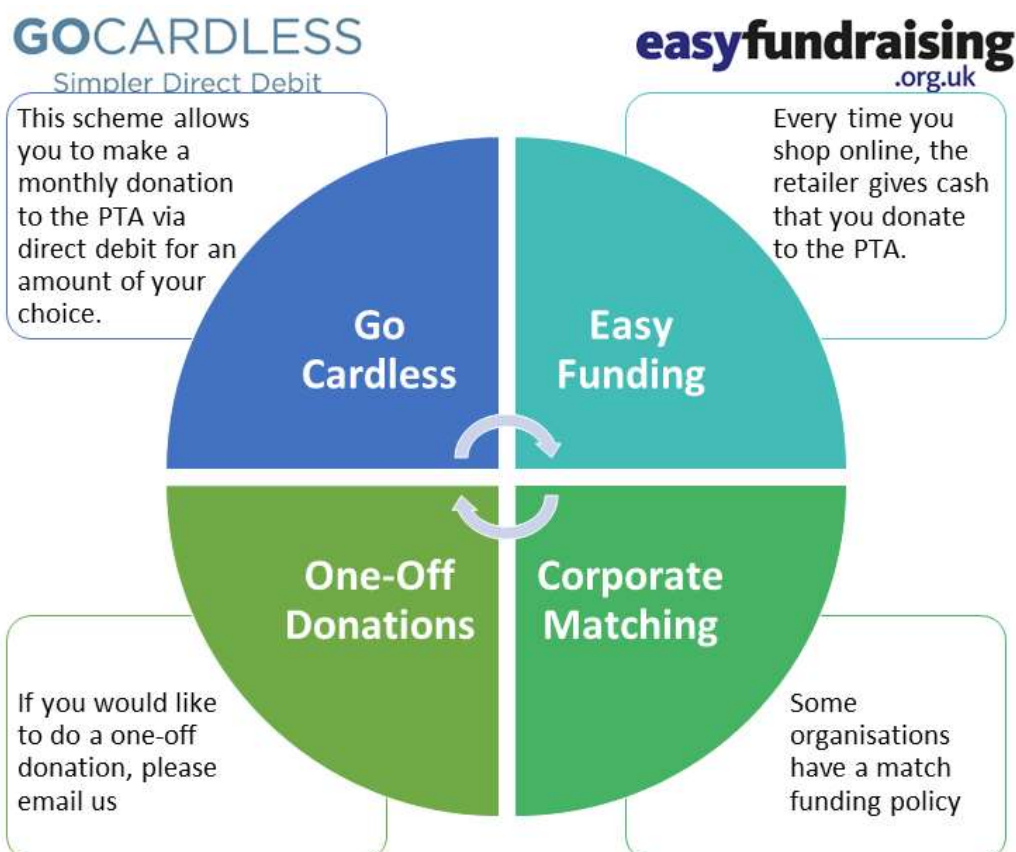 GOCARDLESS
Simpler Direct Debit
easyfundraising
.org.uk
This scheme allows
you to make a
monthly donation
to the PTA via
direct debit for an
amount of your
choice.
Every time you
shop online, the
retailer gives cash
that you donate
to the PTA.
Go
Cardless
Easy
Funding
One-Off
Donations
Corporate
Matching
If you would like
to do a one-off
donation, please
email us
Some
organisations
have a match
funding policy